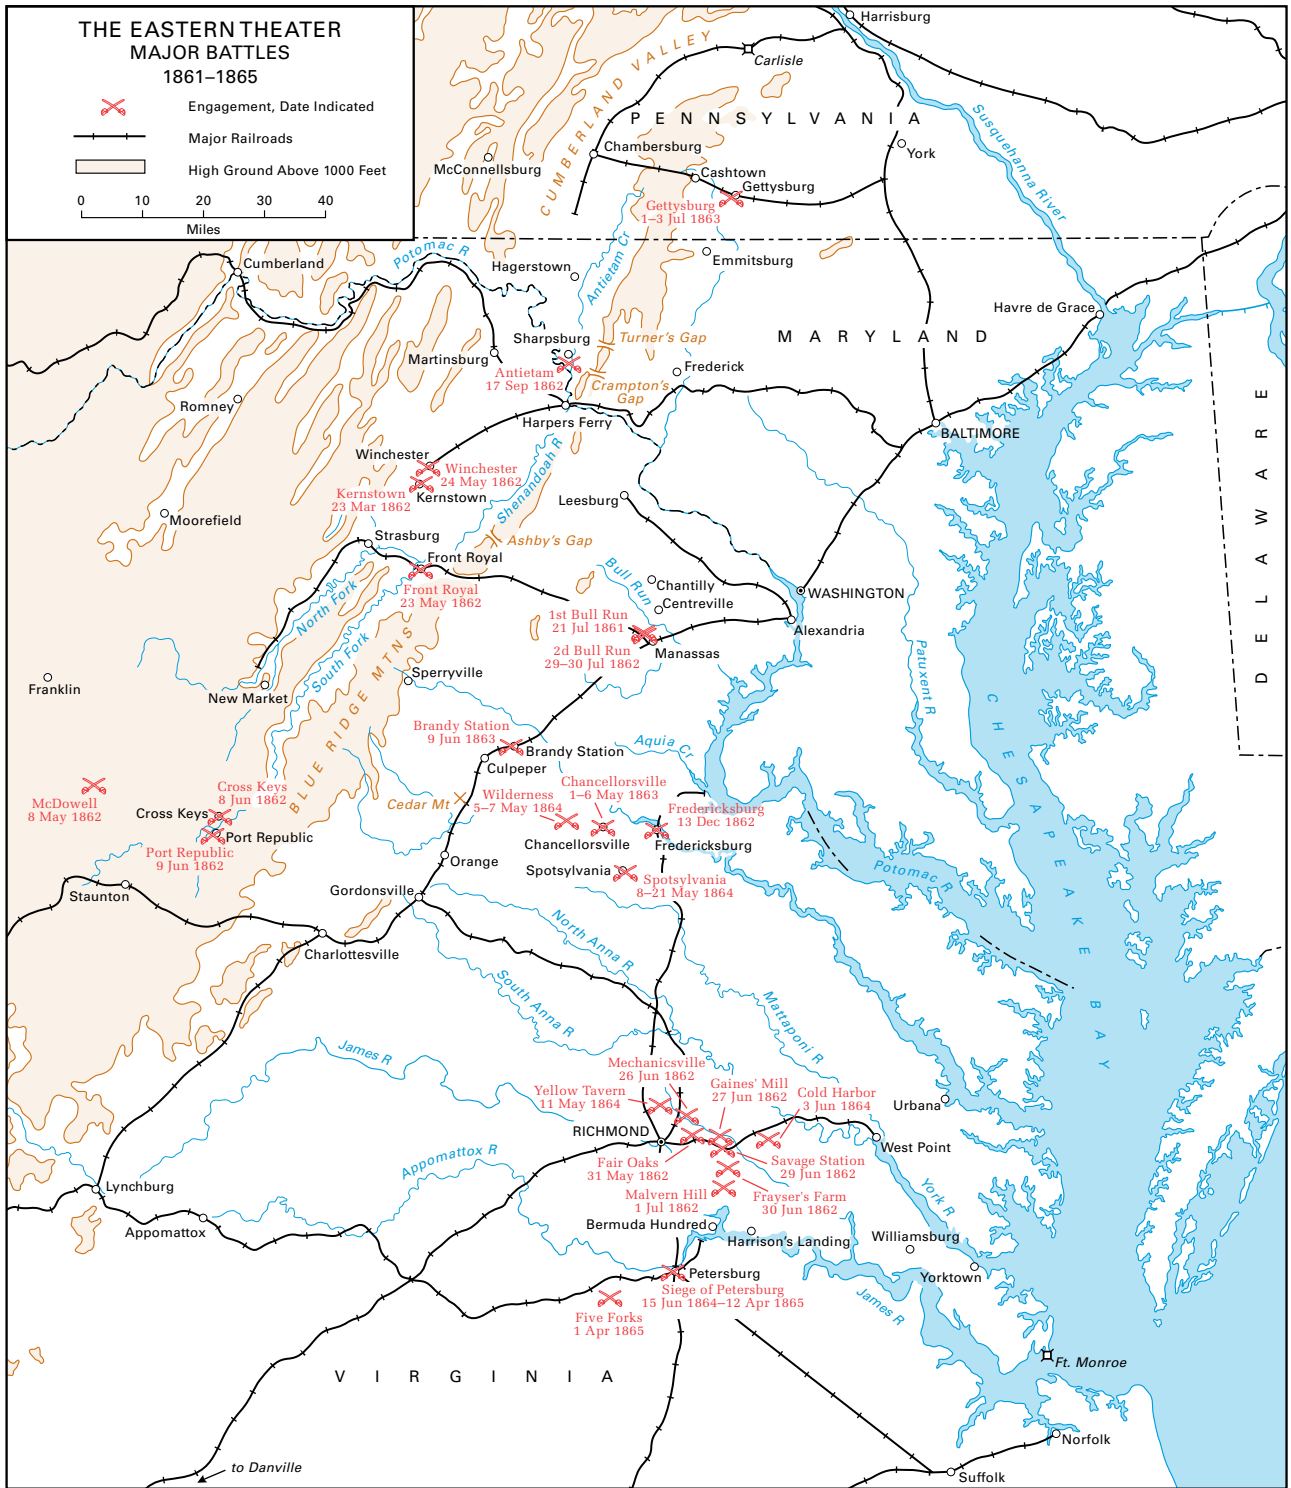 THE EASTERN THEATER
MAJOR BATTLES
1861–1865
Engagement, Date Indicated
Major Railroads
High Ground Above 1000 Feet
0 10 20 30 40
Miles
Harrisburg
CUMBERLAND VALLEY
Carlisle
PENNSYLVANIA
Susquehanna River
Chambersburg
York
McConnellsburg
Cashtown
Gettysburg
Gettysburg
1–3 Jul 1863
Potomac R
Antietam Cr
Cumberland
Hagerstown
Emmitsburg
Havre de Grace
MARYLAND
Sharpsburg
Turner's Gap
Martinsburg
Antietam
17 Sep 1862
Frederick
Crampton's
Gap
Romney
Harpers Ferry
BALTIMORE
DELAWARE
Winchester
Winchester
24 May 1862
Kernstown
23 Mar 1862
Kernstown
Shenandoah R
Leesburg
Moorefield
Strasburg
Ashby's Gap
Front Royal
Front Royal
23 May 1862
Bull Run
Chantilly
Centreville
WASHINGTON
North Fork
1st Bull Run
21 Jul 1861
Alexandria
2d Bull Run
29–30 Jul 1862
Manassas
South Fork
Patuxent R
Franklin
Sperryville
New Market
BLUE RIDGE MTNS
CHESAPEAKE BAY
Brandy Station
9 Jun 1863
Brandy Station
Aquia Cr
Culpeper
McDowell
8 May 1862
Cross Keys
8 Jun 1862
Cross Keys
Port Republic
Port Republic
9 Jun 1862
Cedar Mt
Wilderness
5–7 May 1864
Chancellorsville
1–6 May 1863
Chancellorsville
Fredericksburg
13 Dec 1862
Fredericksburg
Orange
Spotsylvania
Spotsylvania
8–21 May 1864
Potomac R
Staunton
Gordonsville
North Anna R
Charlottesville
South Anna R
Mattaponi R
James R
Mechanicsville
26 Jun 1862
Yellow Tavern
11 May 1864
Gaines' Mill
27 Jun 1862
Cold Harbor
3 Jun 1864
Urbana
RICHMOND
West Point
Appomattox R
Fair Oaks
31 May 1862
Savage Station
29 Jun 1862
Lynchburg
Malvern Hill
1 Jul 1862
Frayser's Farm
30 Jun 1862
York R
Appomattox
Bermuda Hundred
Harrison's Landing
Williamsburg
Petersburg
Yorktown
Siege of Petersburg
15 Jun 1864–12 Apr 1865
James R
Five Forks
1 Apr 1865
Ft. Monroe
VIRGINIA
Norfolk
to Danville
Suffolk